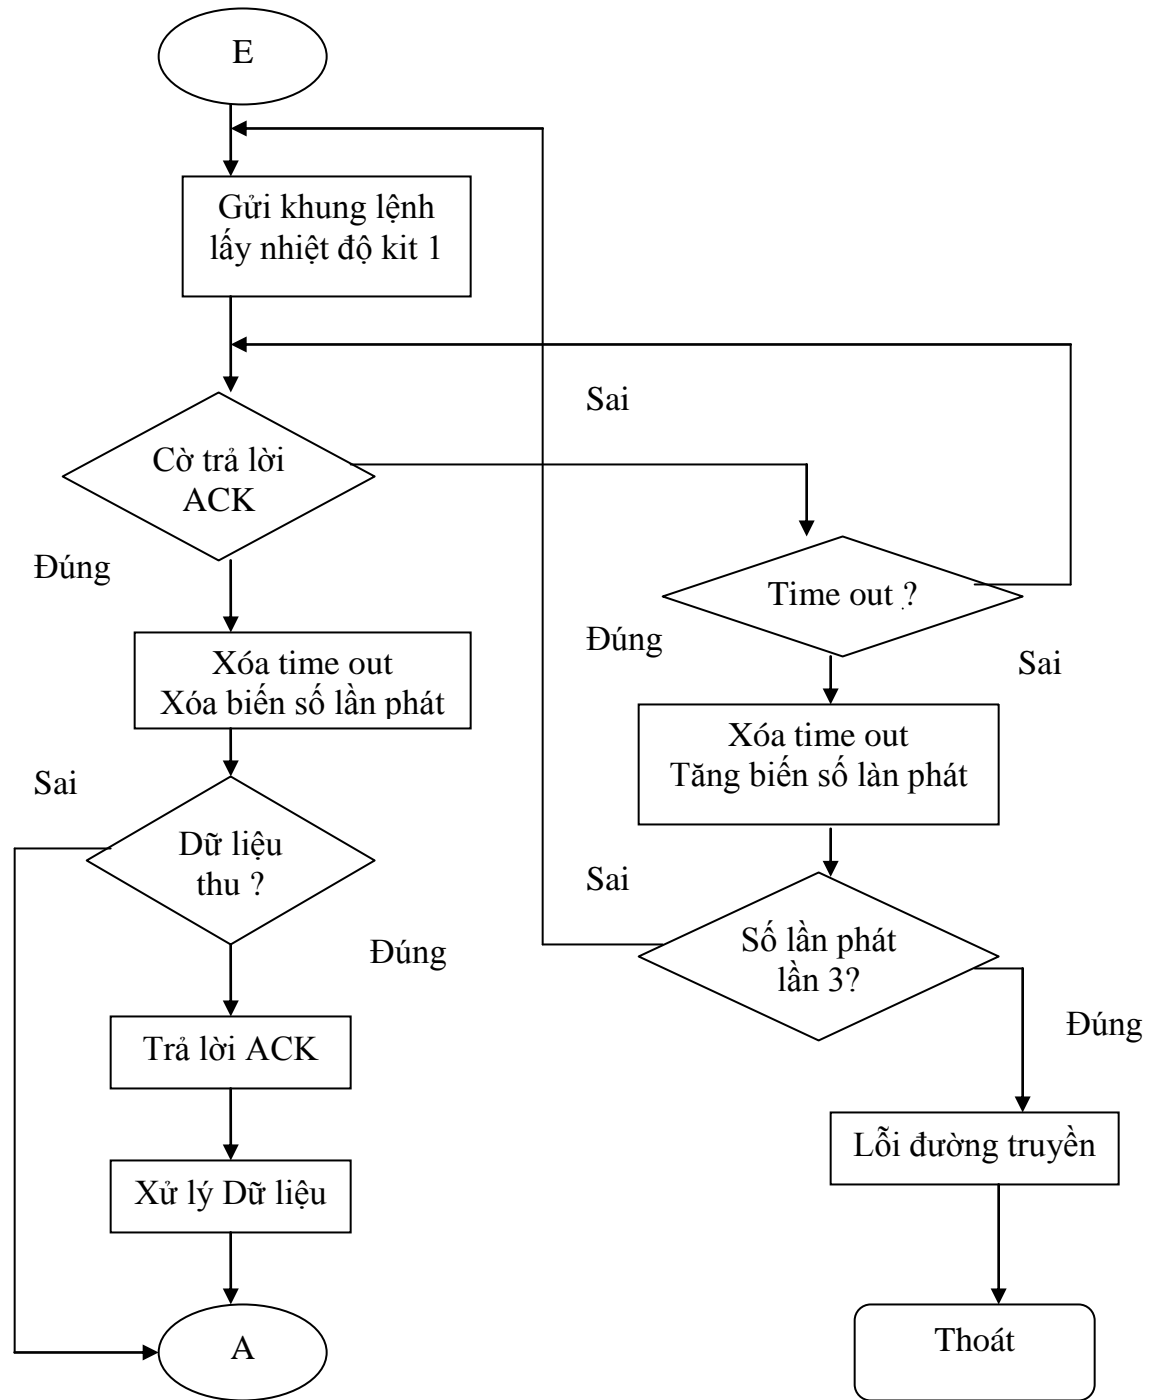 E
Gửi khung lệnh
lấy nhiệt độ kit 1
Sai
Cờ trả lời
ACK
Đúng
Time out ?
Đúng
Sai
Xóa time out
Xóa biến số lần phát
Xóa time out
Tăng biến số làn phát
Sai
Dữ liệu
thu ?
Sai
Đúng
Số lần phát
lần 3?
Đúng
Trả lời ACK
Lỗi đường truyền
Xử lý Dữ liệu
A
Thoát